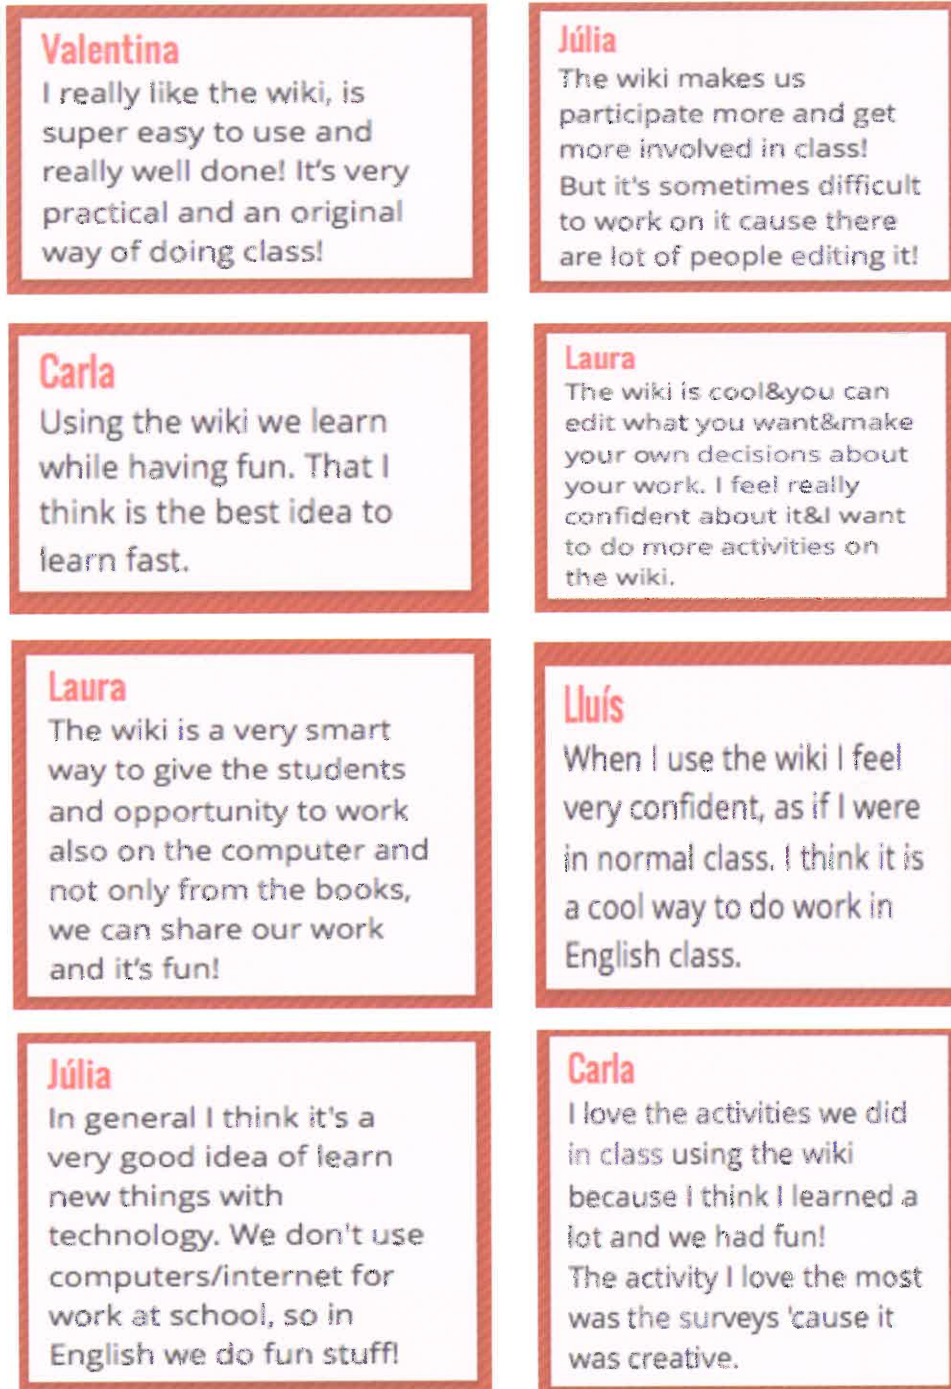 Valentina
I really like the wiki, is
super easy to use and
really well done! It's very
practical and an original
way of doing class!
Júlia
The wiki makes us
participate more and get
more involved in class!
But it's sometimes difficult
to work on it cause there
are lot of people editing it!
Carla
Using the wiki we learn
while having fun. That I
think is the best idea to
learn fast.
Laura
The wiki is cool&you can
edit what you want&make
your own decisions about
your work. I feel really
confident about it&I want
to do more activities on
the wiki.
Laura
The wiki is a very smart
way to give the students
and opportunity to work
also on the computer and
not only from the books,
we can share our work
and it's fun!
Lluís
When I use the wiki I feel
very confident, as if I were
in normal class. I think it is
a cool way to do work in
English class.
Júlia
In general I think it's a
very good idea of learn
new things with
technology. We don't use
computers/internet for
work at school, so in
English we do fun stuff!
Carla
I love the activities we did
in class using the wiki
because I think I learned a
lot and we had fun!
The activity I love the most
was the surveys 'cause it
was creative.